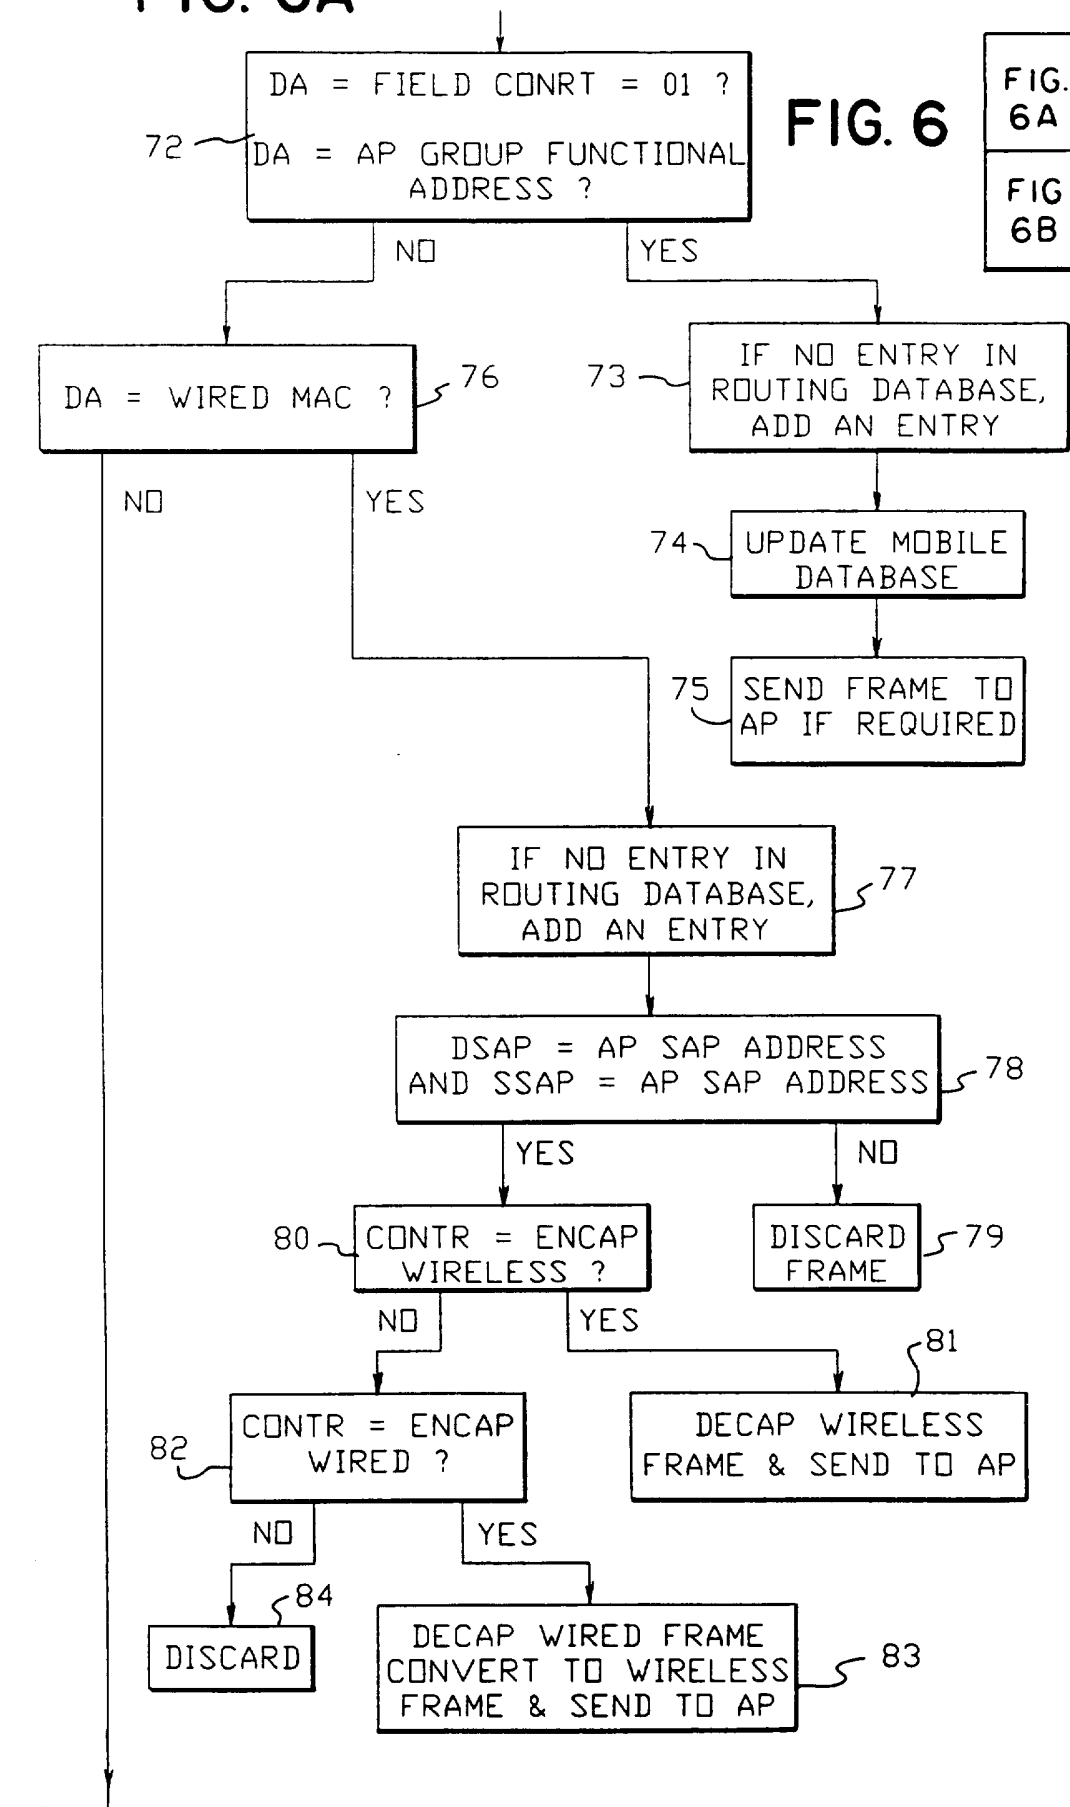 FIG. 6A
DA = FIELD CONRT = 01 ?
DA = AP GROUP FUNCTIONAL
ADDRESS ?
72
FIG. 6
FIG.
6A
FIG
6B
NO
YES
DA = WIRED MAC ?
76
73
IF NO ENTRY IN
ROUTING DATABASE,
ADD AN ENTRY
NO
YES
74
UPDATE MOBILE
DATABASE
75
SEND FRAME TO
AP IF REQUIRED
IF NO ENTRY IN
ROUTING DATABASE,
ADD AN ENTRY
77
DSAP = AP SAP ADDRESS
AND SSAP = AP SAP ADDRESS
78
YES
NO
80
CONTR = ENCAP
WIRELESS ?
DISCARD
FRAME
79
NO
YES
81
82
CONTR = ENCAP
WIRED ?
DECAP WIRELESS
FRAME & SEND TO AP
NO
YES
84
DISCARD
DECAP WIRED FRAME
CONVERT TO WIRELESS
FRAME & SEND TO AP
83